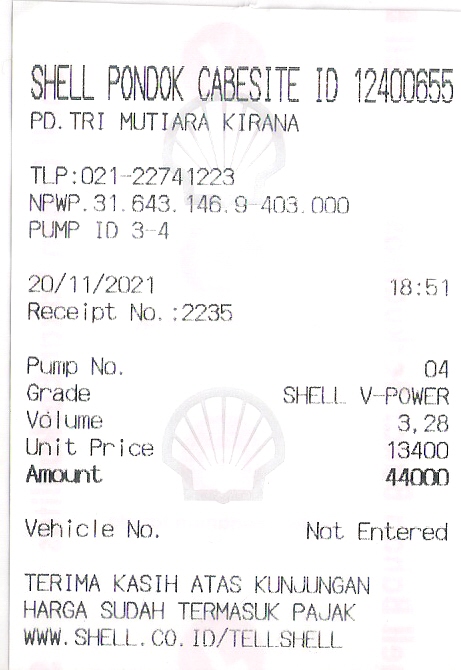 SHELL PONDOK CABESITE ID 12400655
PD. TRI MUTIARA KIRANA
TLP:021-22741223
NPWP.31.643.146.9-403.000
PUMP ID 3-4
20/11/2021 18:51
Receipt No.:2235
Pump No. 04
Grade SHELL V-POWER
Volume 3,28
Unit Price 13400
Amount 44000
Vehicle No. Not Entered
TERIMA KASIH ATAS KUNJUNGAN
HARGA SUDAH TERMASUK PAJAK
WWW.SHELL.CO.ID/TELLSHELL